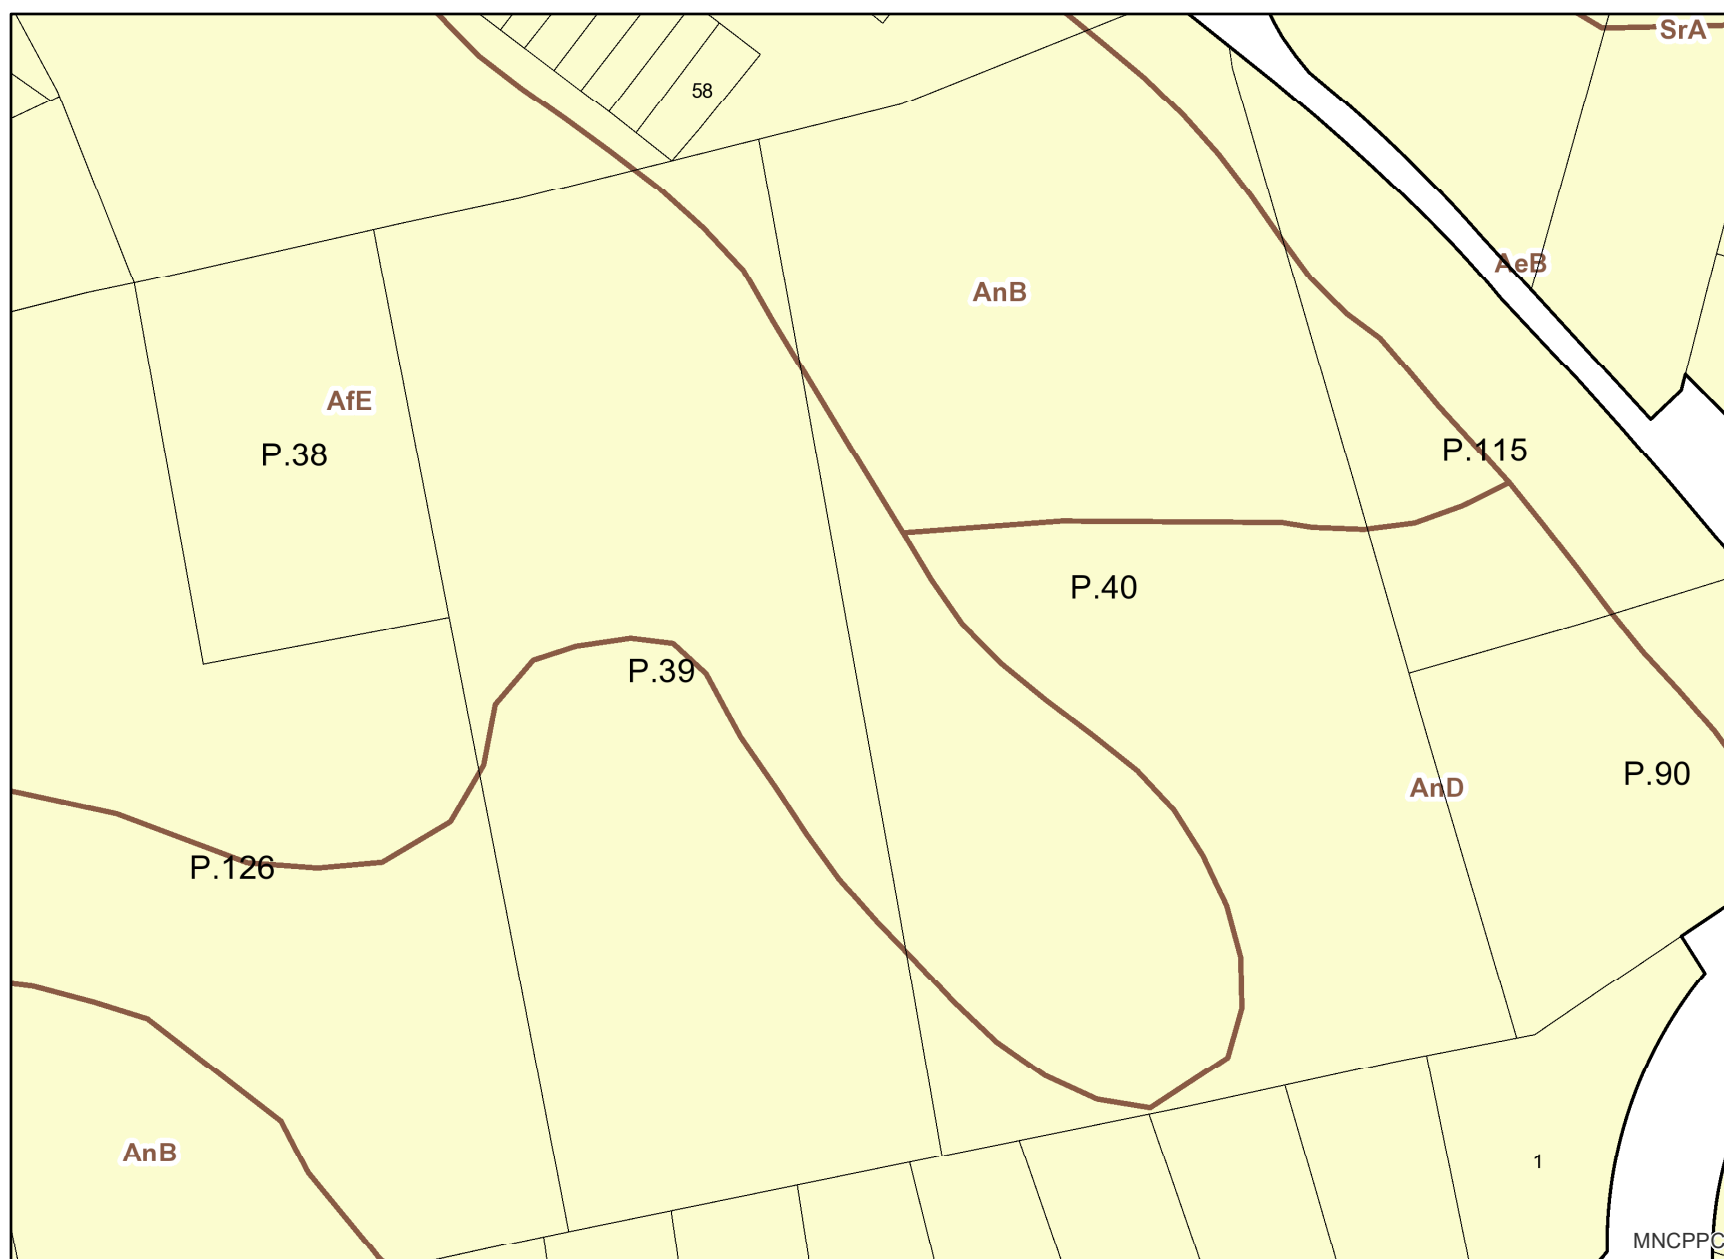 SrA
58
AeB
AnB
AfE
P.38
P.115
P.40
P.39
P.90
AnD
P.126
AnB
1
MNCPPC